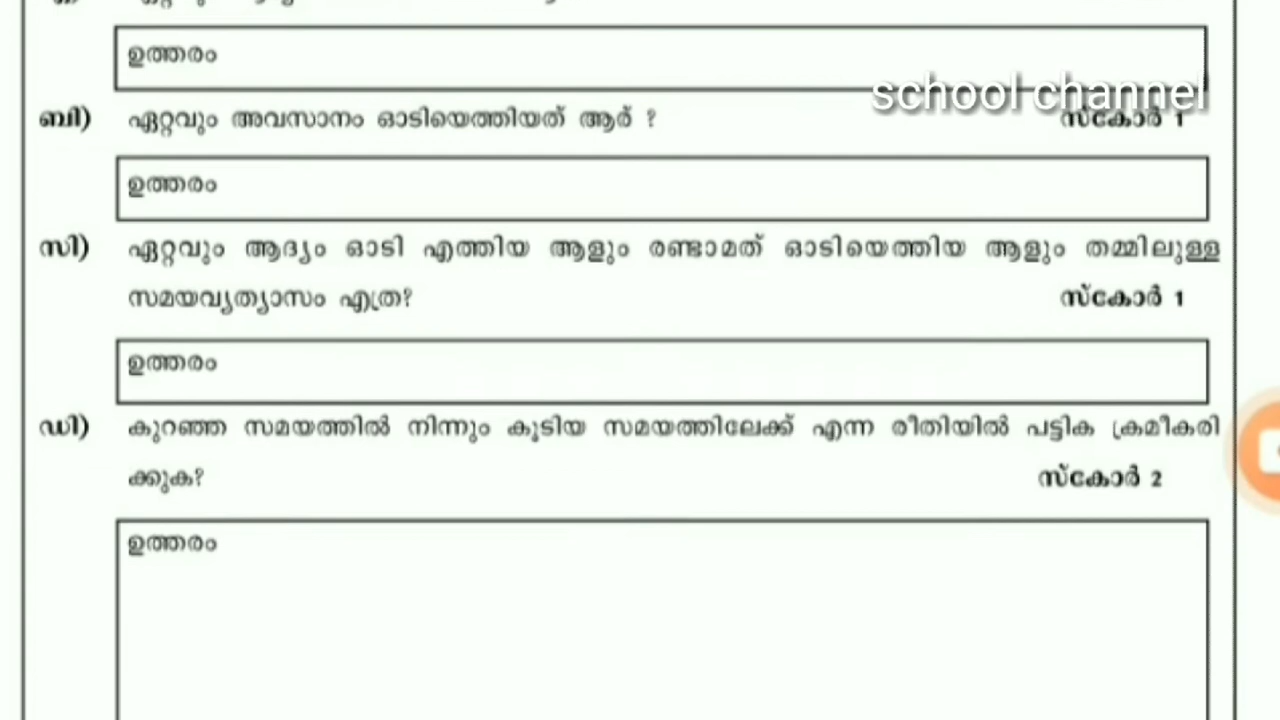 ഉത്തരം
school channel
ബി) ഏറ്റവും അവസാനം ഓടിയെത്തിയത് ആര് ? സ്കോർ 1
ഉത്തരം
സി) ഏറ്റവും ആദ്യം ഓടി എത്തിയ ആളും രണ്ടാമത് ഓടിയെത്തിയ ആളും തമ്മിലുള്ള
സമയവ്യത്യാസം എത്ര? സ്കോർ 1
ഉത്തരം
ഡി) കുറഞ്ഞ സമയത്തിൽ നിന്നും കൂടിയ സമയത്തിലേക്ക് എന്ന രീതിയിൽ പട്ടിക ക്രമീകരി
ക്കുക? സ്കോർ 2
ഉത്തരം